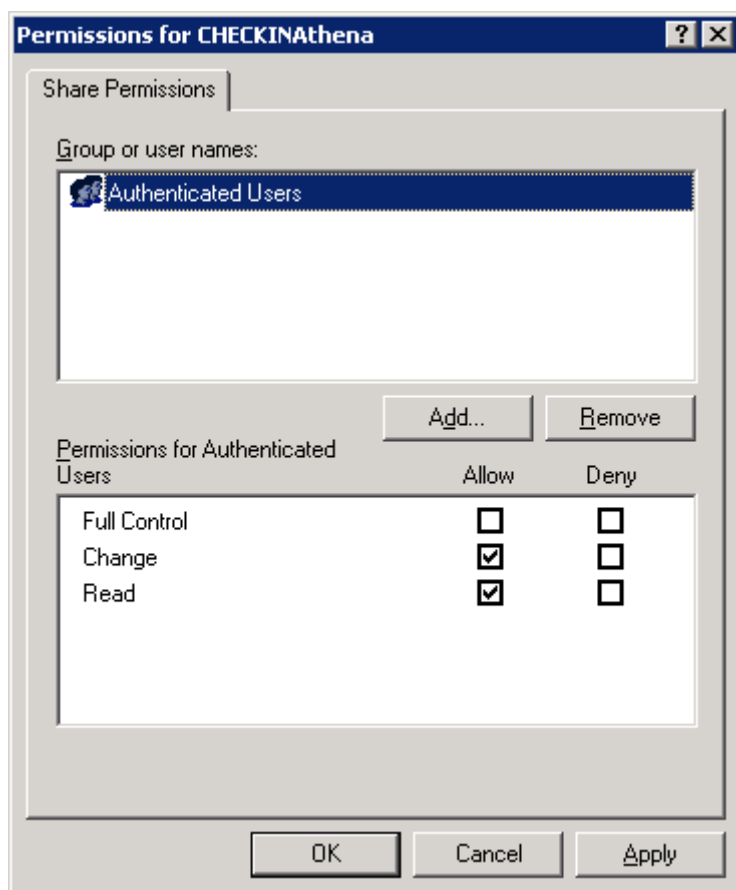 Permissions for CHECKINAthena
Share Permissions
Group or user names:
Authenticated Users
Add... Remove
Permissions for Authenticated
Users Allow Deny
Full Control
Change
Read
OK Cancel Apply